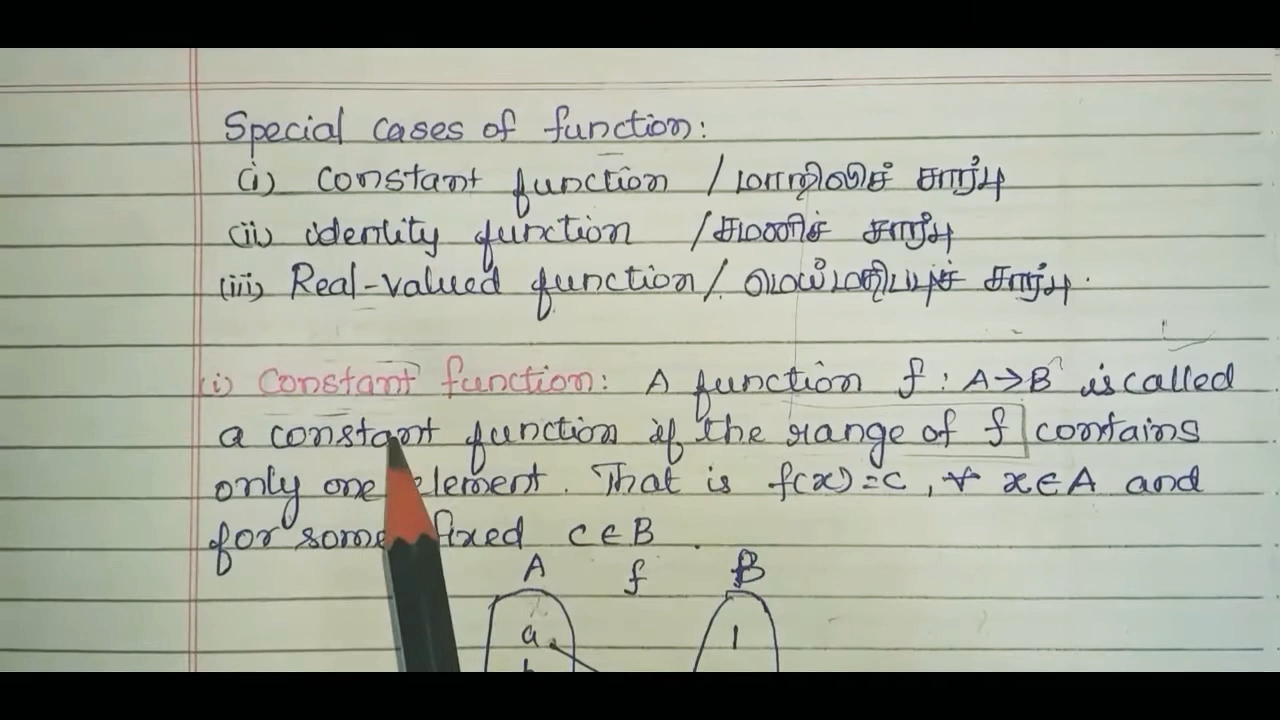 Special cases of function:
(i) constant function / மாறிலிச் சார்பு
(ii) identity function / சமனிச் சார்பு
(iii) Real-valued function / மெய்மதிப்புச் சார்பு.
(i) Constant function: A function f : A→B is called
a constant function if the range of f contains
only one element. That is f(x) = c, ∀ x∈A and
for some fixed c∈B.
A f B
a 1